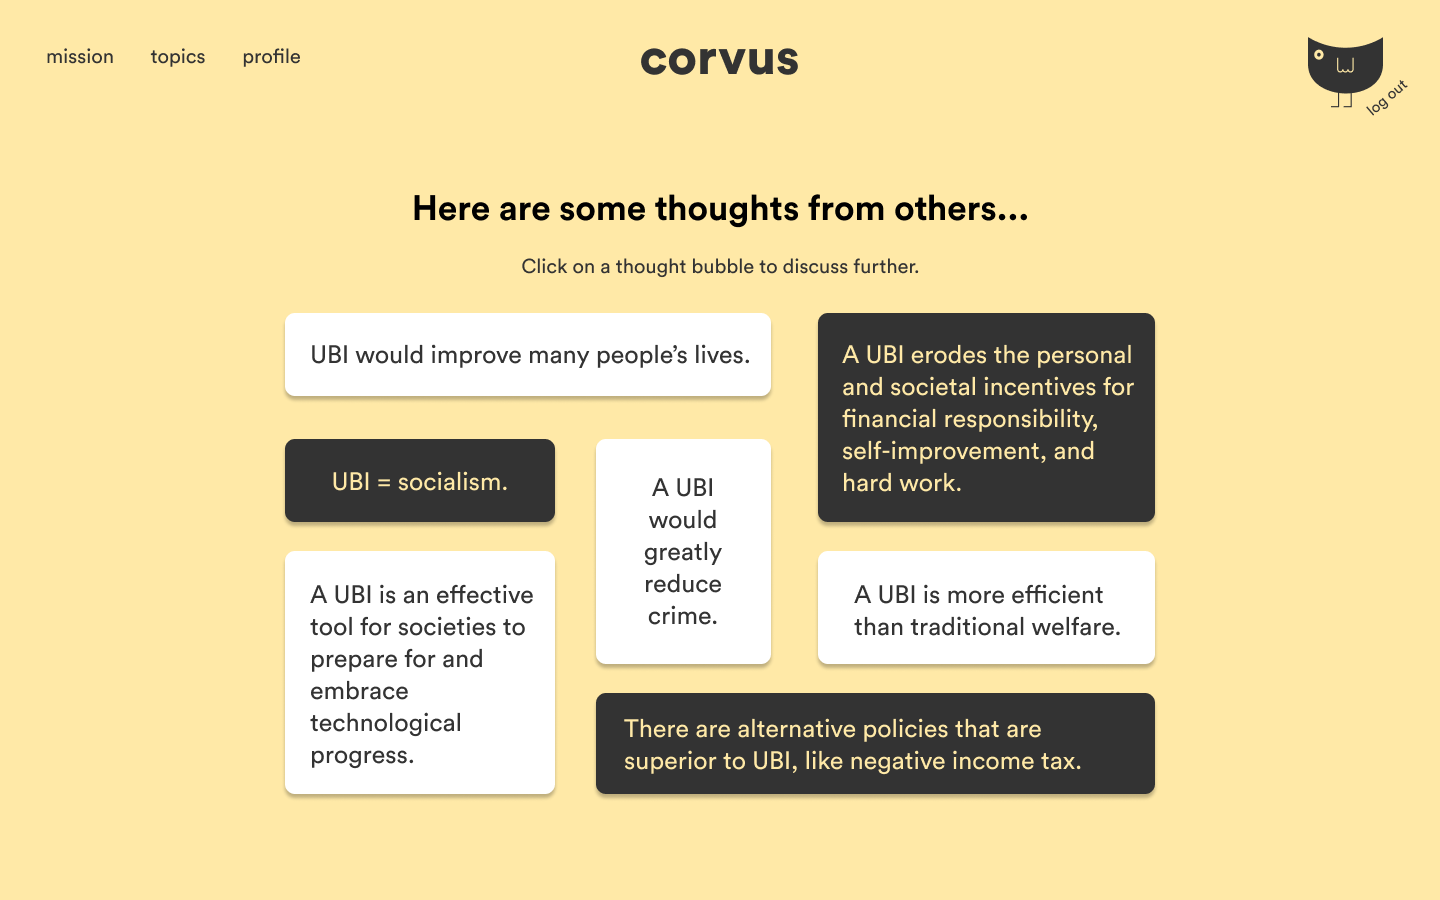 mission topics profile
corvus
log out
Here are some thoughts from others...
Click on a thought bubble to discuss further.
UBI would improve many people’s lives.
A UBI erodes the personal
and societal incentives for
financial responsibility,
self-improvement, and
hard work.
UBI = socialism.
A UBI
would
greatly
reduce
crime.
A UBI is an effective
tool for societies to
prepare for and
embrace
technological
progress.
A UBI is more efficient
than traditional welfare.
There are alternative policies that are
superior to UBI, like negative income tax.